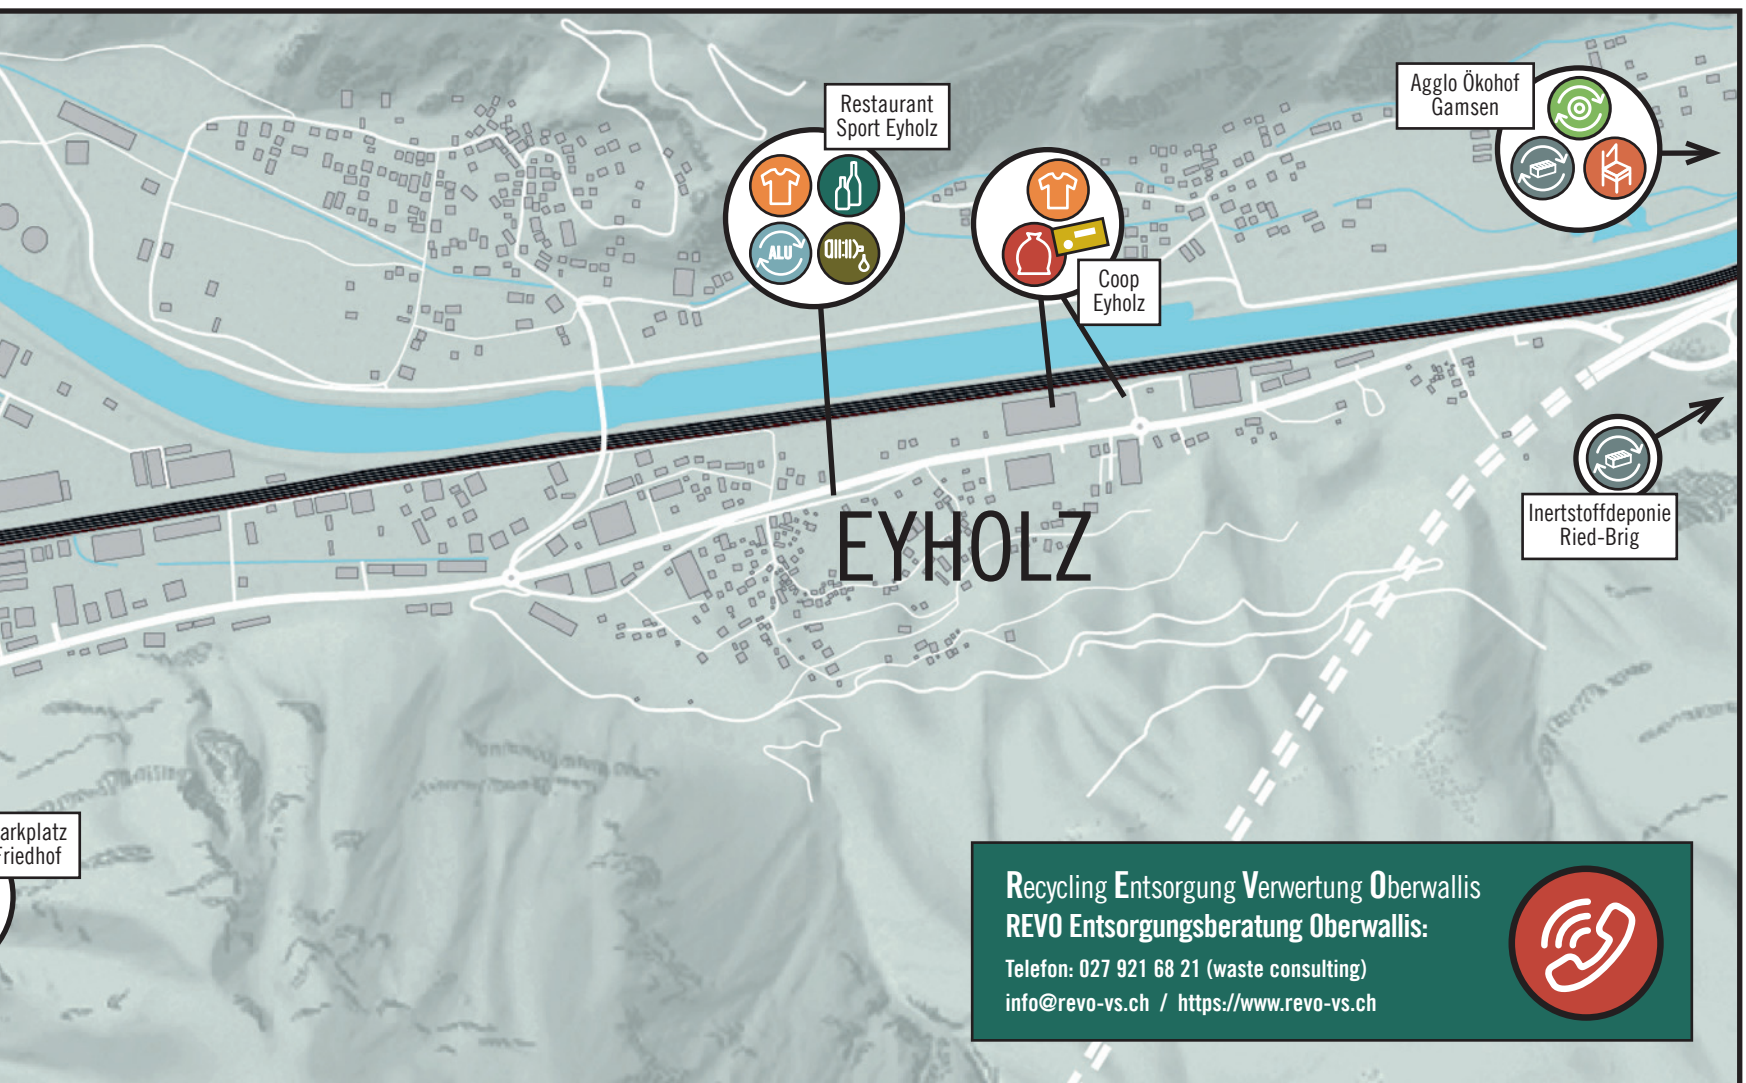 Restaurant
Sport Eyholz
Agglo Ökohof
Gamsen
ALU
Coop
Eyholz
Inertstoffdeponie
Ried-Brig
EYHOLZ
arkplatz
Friedhof
Recycling Entsorgung Verwertung Oberwallis
REVO Entsorgungsberatung Oberwallis:
Telefon: 027 921 68 21 (waste consulting)
info@revo-vs.ch / https://www.revo-vs.ch